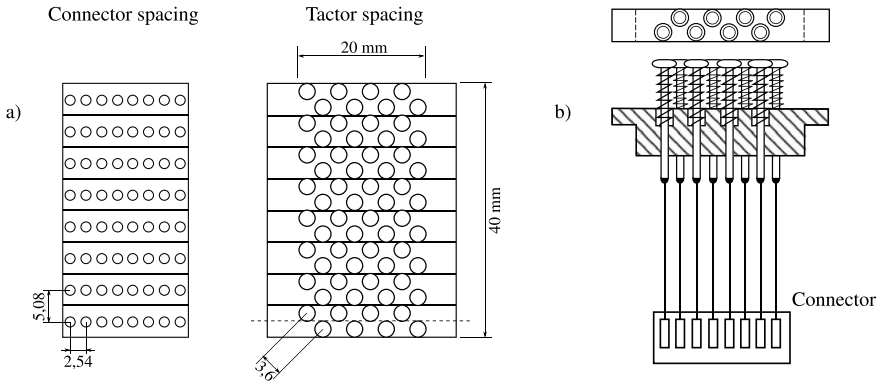 Connector spacing
Tactor spacing
20 mm
a)
b)
40 mm
5,08
2,54
3,6
Connector